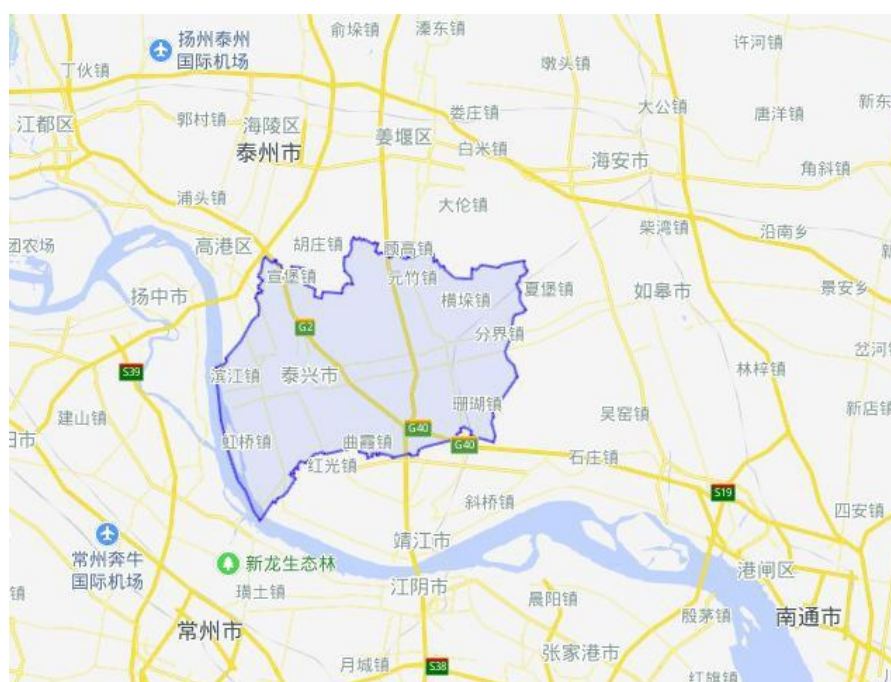 俞垛镇
溱东镇
许河镇
扬州泰州
国际机场
墩头镇
丁伙镇
江都区
郭村镇
海陵区
娄庄镇
大公镇
唐洋镇
新东
泰州市
姜堰区
白米镇
海安市
角斜镇
浦头镇
大伦镇
柴湾镇
沿南乡
团农场
高港区
胡庄镇
顾高镇
宣堡镇
元竹镇
横垛镇
夏堡镇
如皋市
景安乡
扬中市
G2
分界镇
岔河镇
S39
滨江镇
泰兴市
林梓镇
建山镇
珊瑚镇
吴窑镇
新店镇
阳市
虹桥镇
曲霞镇
G40
G40
红光镇
石庄镇
S19
斜桥镇
四安镇
常州奔牛
国际机场
靖江市
新龙生态林
港闸区
镇
璜土镇
江阴市
晨阳镇
殷茅镇
南通市
常州市
月城镇
S38
张家港市
红旗镇